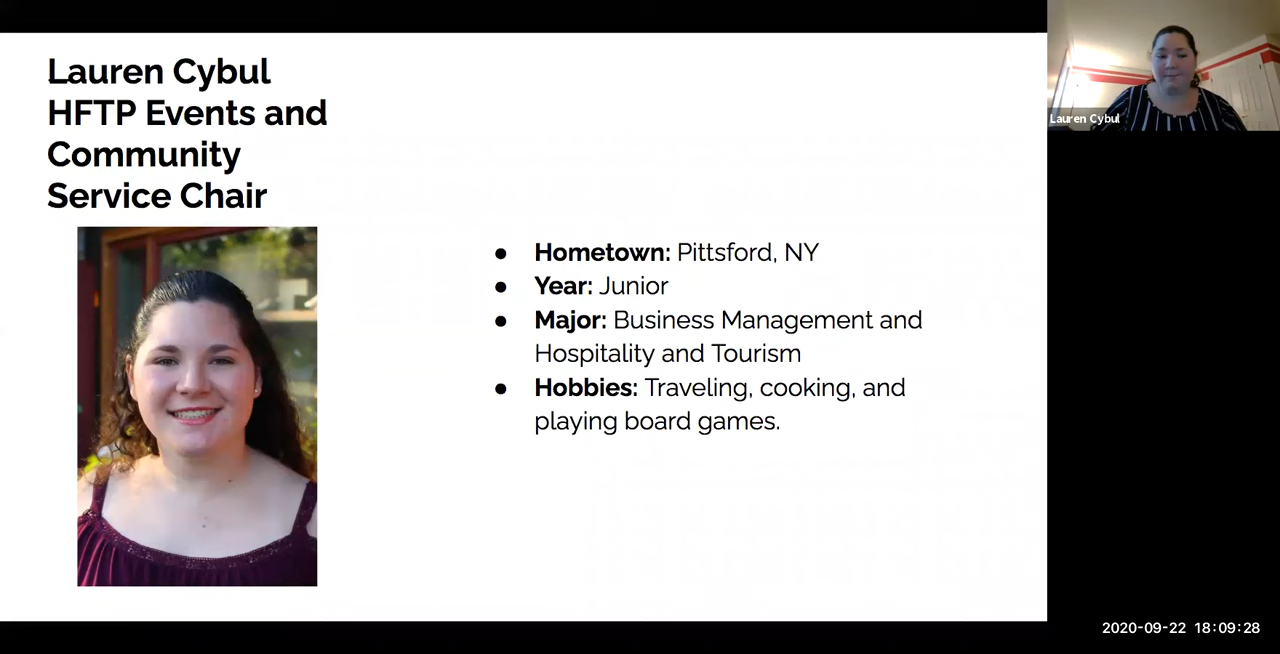 Lauren Cybul
HFTP Events and
Community
Service Chair
● Hometown: Pittsford, NY
● Year: Junior
● Major: Business Management and
Hospitality and Tourism
● Hobbies: Traveling, cooking, and
playing board games.
Lauren Cybul
2020-09-22 18:09:28